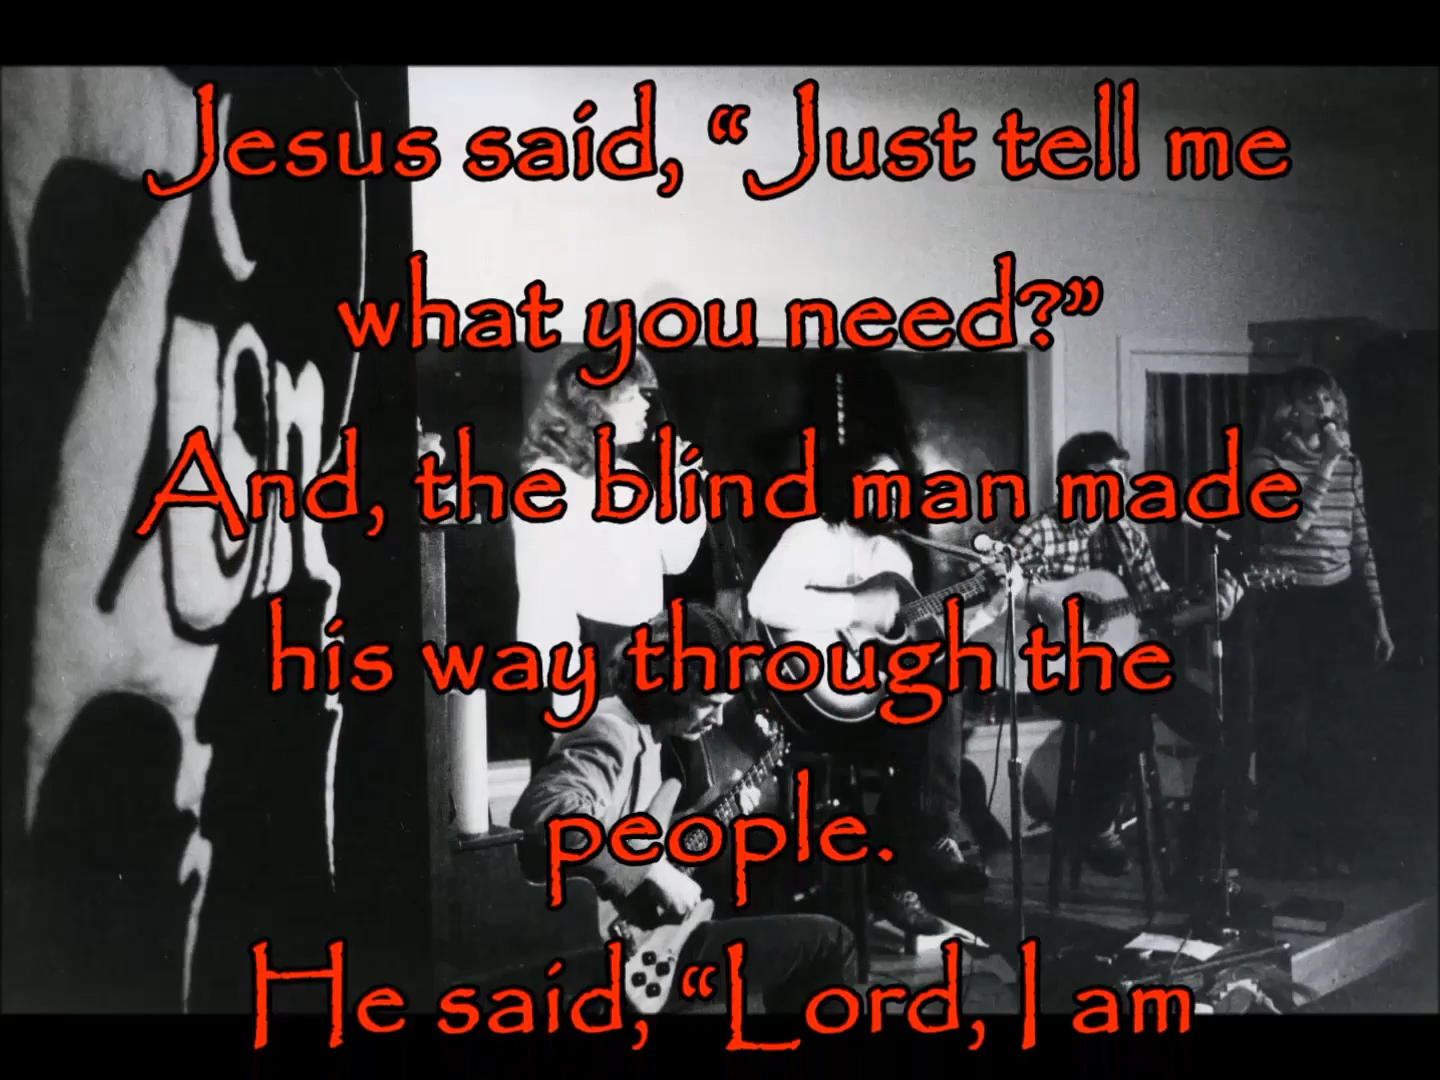 Jesus said, “Just tell me
what you need?”
And, the blind man made
his way through the
people.
He said, “Lord, I am